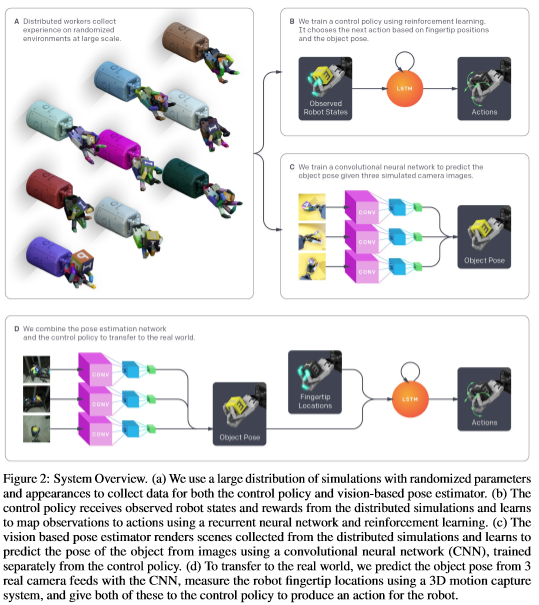 A Distributed workers collect
experience on randomized
environments at large scale.
B We train a control policy using reinforcement learning.
It chooses the next action based on fingertip positions
and the object pose.
Observed
Robot States
LSTM
Actions
C We train a convolutional neural network to predict the
object pose given three simulated camera images.
CONV
CONV
CONV
Object Pose
D We combine the pose estimation network
and the control policy to transfer to the real world.
CONV
CONV
CONV
Object Pose
Fingertip
Locations
LSTM
Actions
Figure 2: System Overview. (a) We use a large distribution of simulations with randomized parameters
and appearances to collect data for both the control policy and vision-based pose estimator. (b) The
control policy receives observed robot states and rewards from the distributed simulations and learns
to map observations to actions using a recurrent neural network and reinforcement learning. (c) The
vision based pose estimator renders scenes collected from the distributed simulations and learns to
predict the pose of the object from images using a convolutional neural network (CNN), trained
separately from the control policy. (d) To transfer to the real world, we predict the object pose from 3
real camera feeds with the CNN, measure the robot fingertip locations using a 3D motion capture
system, and give both of these to the control policy to produce an action for the robot.